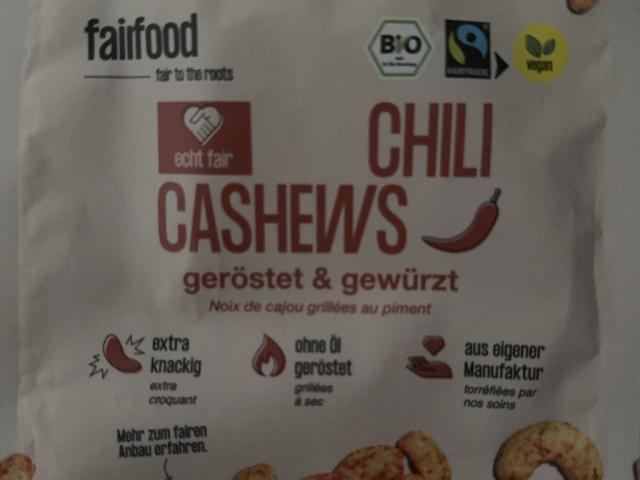 fairfood
fair to the roots
BIO
FAIRTRADE
vegan
echt fair
CHILI
CASHEWS
geröstet & gewürzt
Noix de cajou grillées au piment
extra
knackig
extra
croquant
ohne Öl
geröstet
grillées
à sec
aus eigener
Manufaktur
torréfiées par
nos soins
Mehr zum fairen
Anbau erfahren.